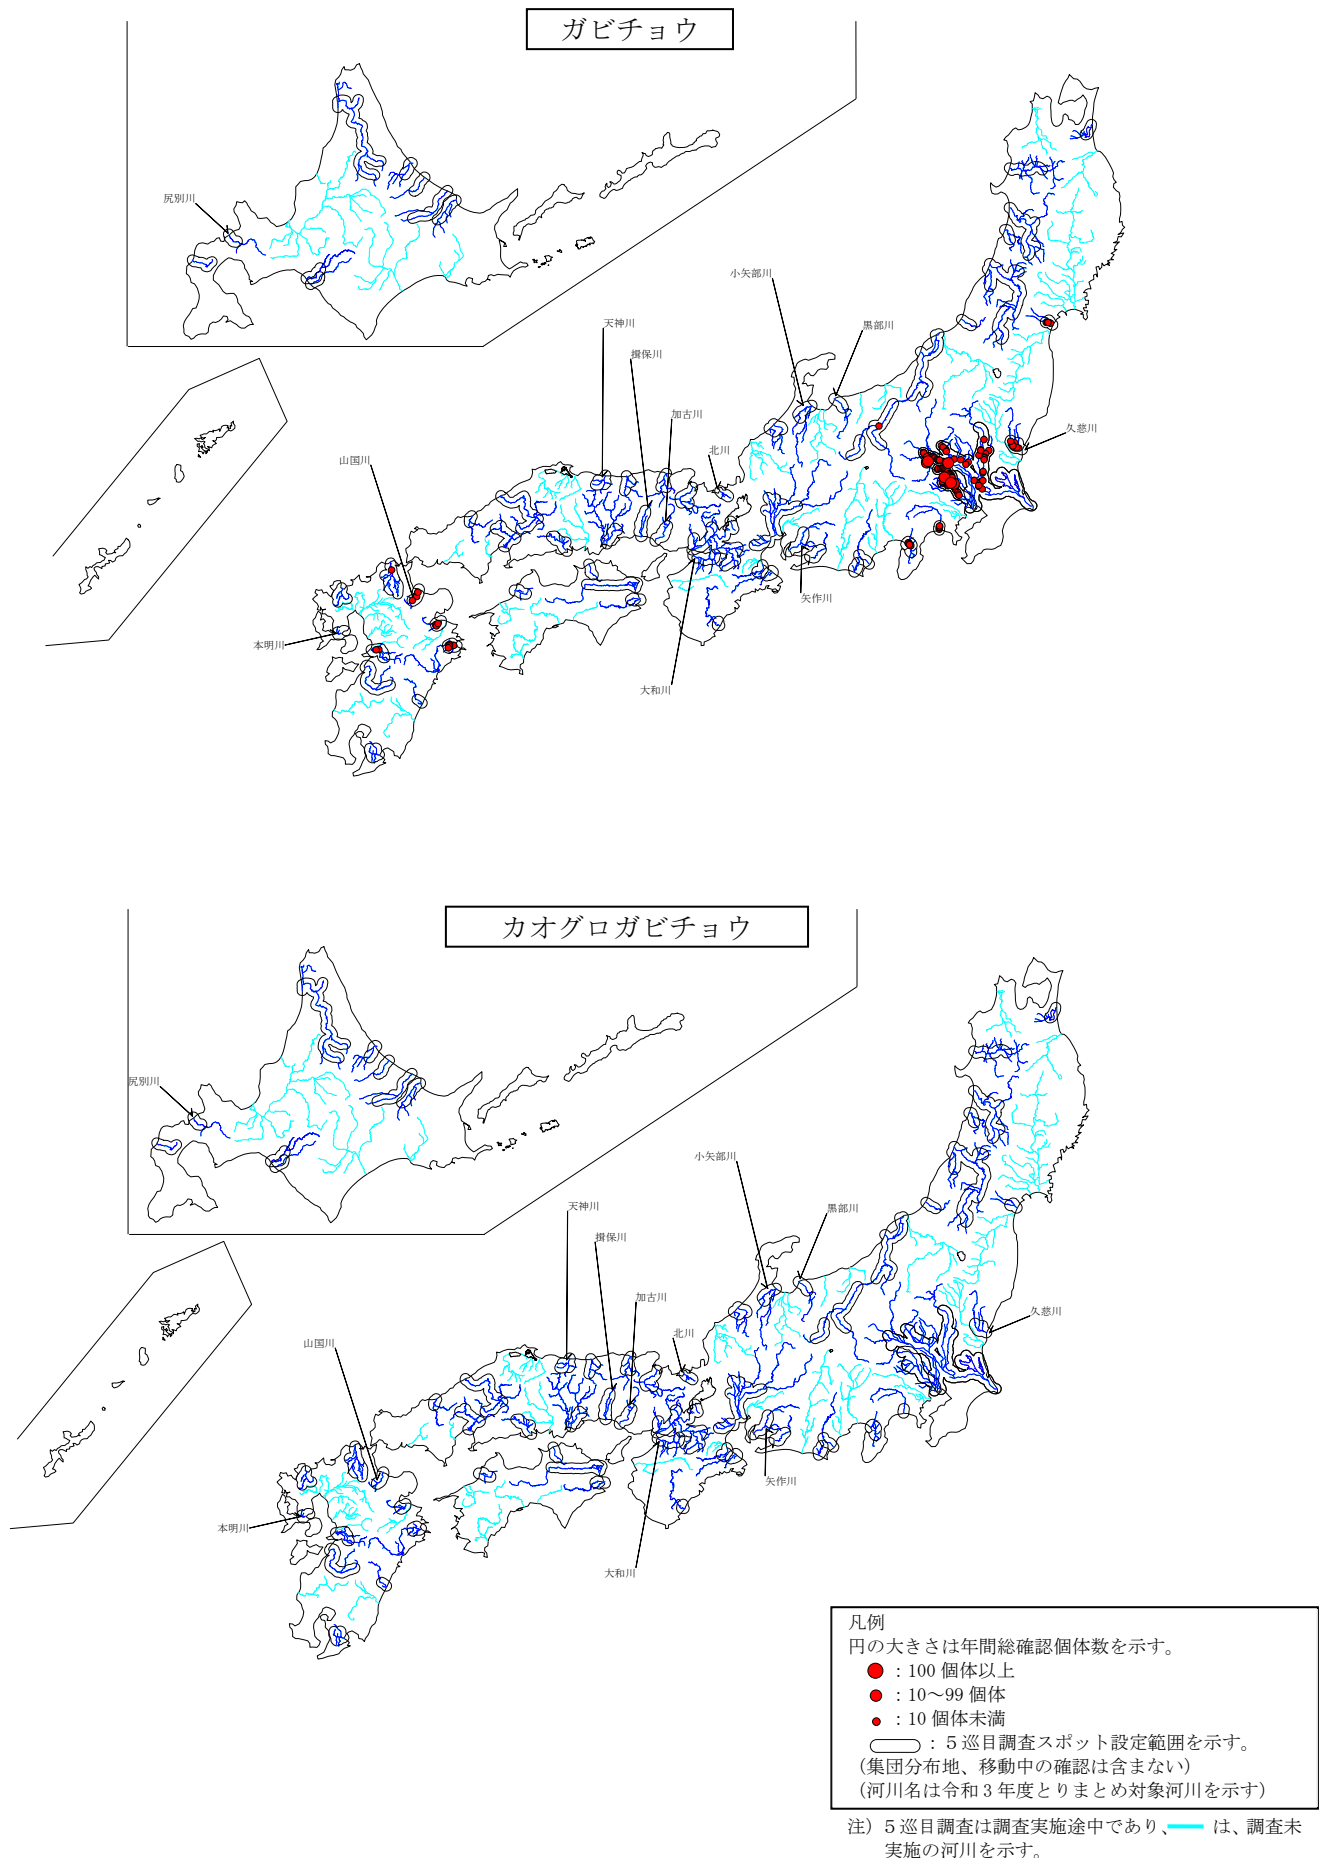 ガビチョウ
尻別川
小矢部川
天神川
黒部川
揖保川
加古川
久慈川
北川
山国川
矢作川
本明川
大和川
カオグロガビチョウ
尻別川
小矢部川
天神川
黒部川
揖保川
加古川
久慈川
北川
山国川
矢作川
本明川
大和川
凡例
円の大きさは年間総確認個体数を示す。
：100 個体以上
：10～99 個体
：10 個体未満
：５巡目調査スポット設定範囲を示す。
（集団分布地、移動中の確認は含まない）
（河川名は令和３年度とりまとめ対象河川を示す）
注）５巡目調査は調査実施途中であり、 は、調査未
実施の河川を示す。